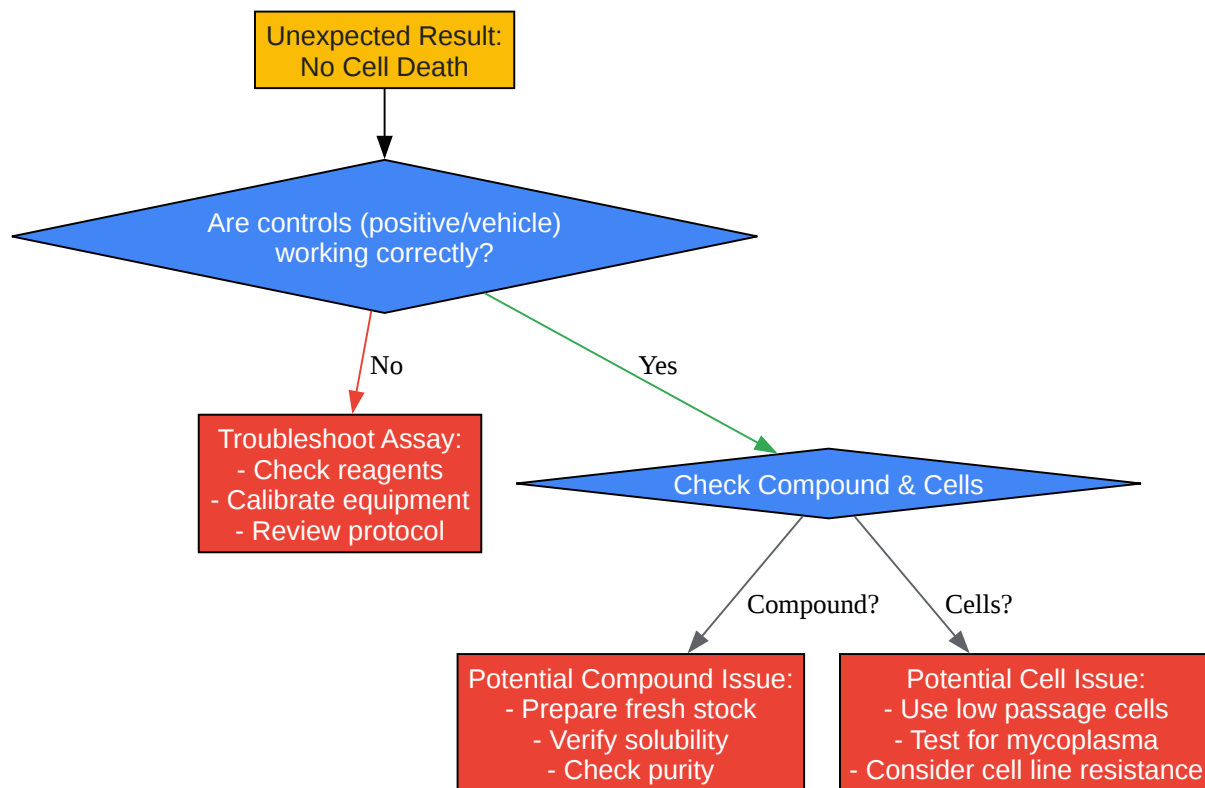 Unexpected Result:
No Cell Death
Are controls (positive/vehicle)
working correctly?
No
Yes
Troubleshoot Assay:
- Check reagents
- Calibrate equipment
- Review protocol
Check Compound & Cells
Compound?
Cells?
Potential Compound Issue:
- Prepare fresh stock
- Verify solubility
- Check purity
Potential Cell Issue:
- Use low passage cells
- Test for mycoplasma
- Consider cell line resistance